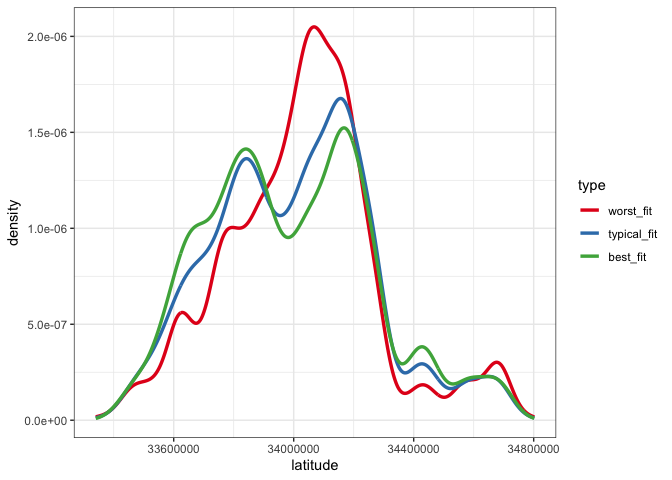 2.0e-06
1.5e-06
1.0e-06
5.0e-07
0.0e+00
density
33600000 34000000 34400000 34800000
latitude
type
worst_fit
typical_fit
best_fit